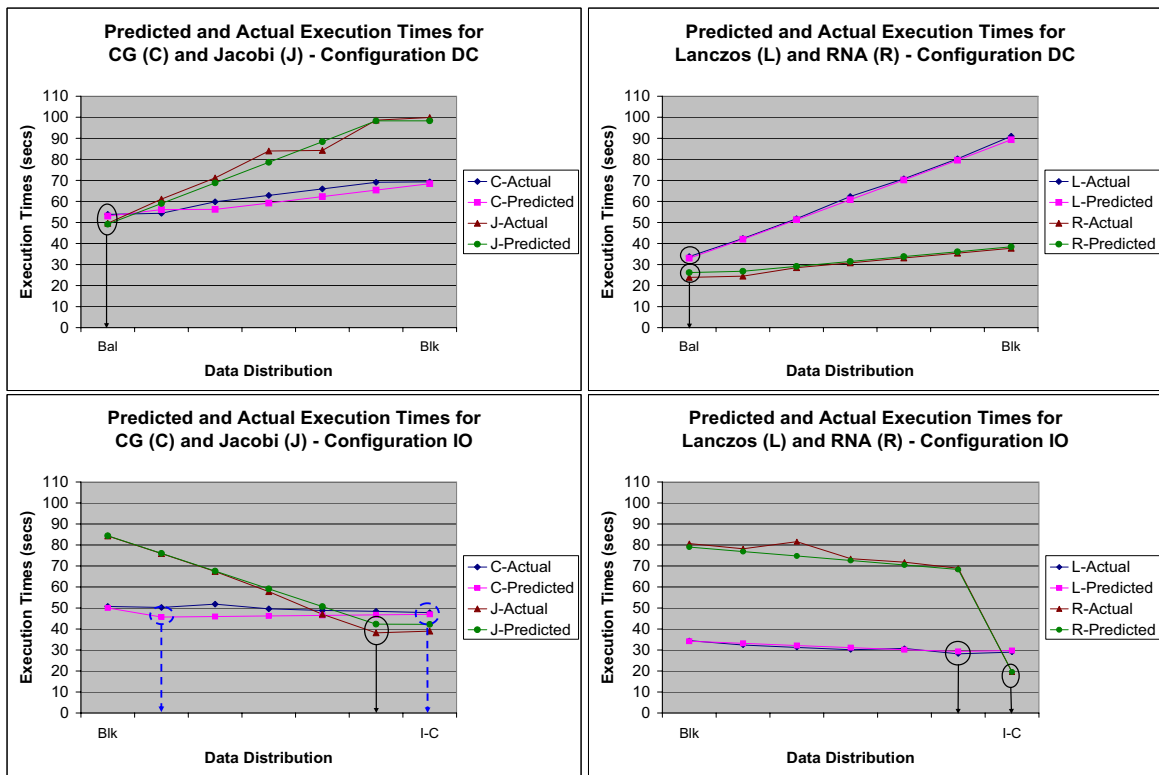 Predicted and Actual Execution Times for
CG (C) and Jacobi (J) - Configuration DC
Execution Times (secs)
110
100
90
80
70
60
50
40
30
20
10
0
Bal
Blk
Data Distribution
C-Actual
C-Predicted
J-Actual
J-Predicted
Predicted and Actual Execution Times for
Lanczos (L) and RNA (R) - Configuration DC
Execution Times (secs)
110
100
90
80
70
60
50
40
30
20
10
0
Bal
Blk
Data Distribution
L-Actual
L-Predicted
R-Actual
R-Predicted
Predicted and Actual Execution Times for
CG (C) and Jacobi (J) - Configuration IO
Execution Times (secs)
110
100
90
80
70
60
50
40
30
20
10
0
Blk
I-C
Data Distribution
C-Actual
C-Predicted
J-Actual
J-Predicted
Predicted and Actual Execution Times for
Lanczos (L) and RNA (R) - Configuration IO
Execution Times (secs)
110
100
90
80
70
60
50
40
30
20
10
0
Blk
I-C
Data Distribution
L-Actual
L-Predicted
R-Actual
R-Predicted